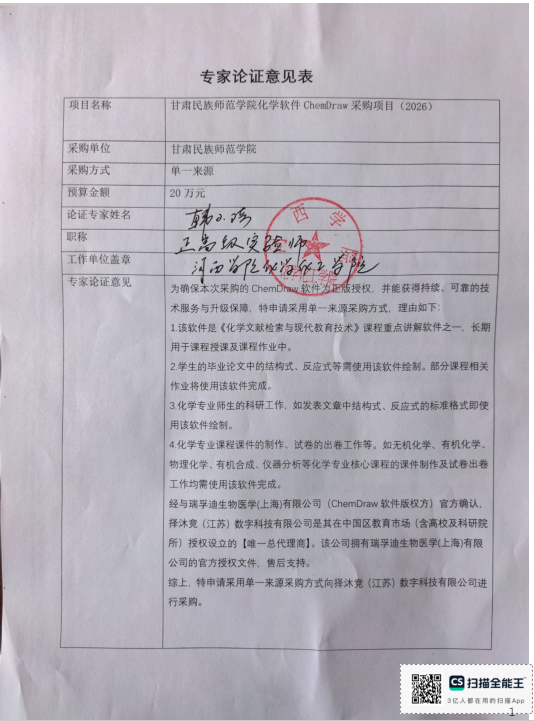 专家论证意见表
项目名称 甘肃民族师范学院化学软件 ChemDraw 采购项目（2026）
采购单位 甘肃民族师范学院
采购方式 单一来源
预算金额 20 万元
论证专家姓名
职称 正高级实验师
工作单位盖章 河西学院化学化工学院
专家论证意见
为确保本次采购的 ChemDraw 软件为正版授权，并能获得持续、可靠的技
术服务与升级保障，特申请采用单一来源采购方式，理由如下：
1.该软件是《化学文献检索与现代教育技术》课程重点讲解软件之一，长期
用于课程授课及课程作业中。
2.学生的毕业论文中的结构式、反应式等需使用该软件绘制。部分课程相关
作业将使用该软件完成。
3.化学专业师生的科研工作，如发表文章中结构式、反应式的标准格式即使
用该软件绘制。
4.化学专业课程课件的制作、试卷的出卷工作等。如无机化学、有机化学、
物理化学、有机合成、仪器分析等化学专业核心课程的课件制作及试卷出卷
工作均需使用该软件完成。
经与瑞孚迪生物医学(上海)有限公司（ChemDraw 软件版权方）官方确认，
择沐竞（江苏）数字科技有限公司是其在中国区教育市场（含高校及科研院
所）授权设立的【唯一总代理商】。该公司拥有瑞孚迪生物医学(上海)有限
公司的官方授权文件，售后支持。
综上，特申请采用单一来源采购方式向择沐竞（江苏）数字科技有限公司进
行采购。
CS 扫描全能王
3亿人都在用的扫描App
1